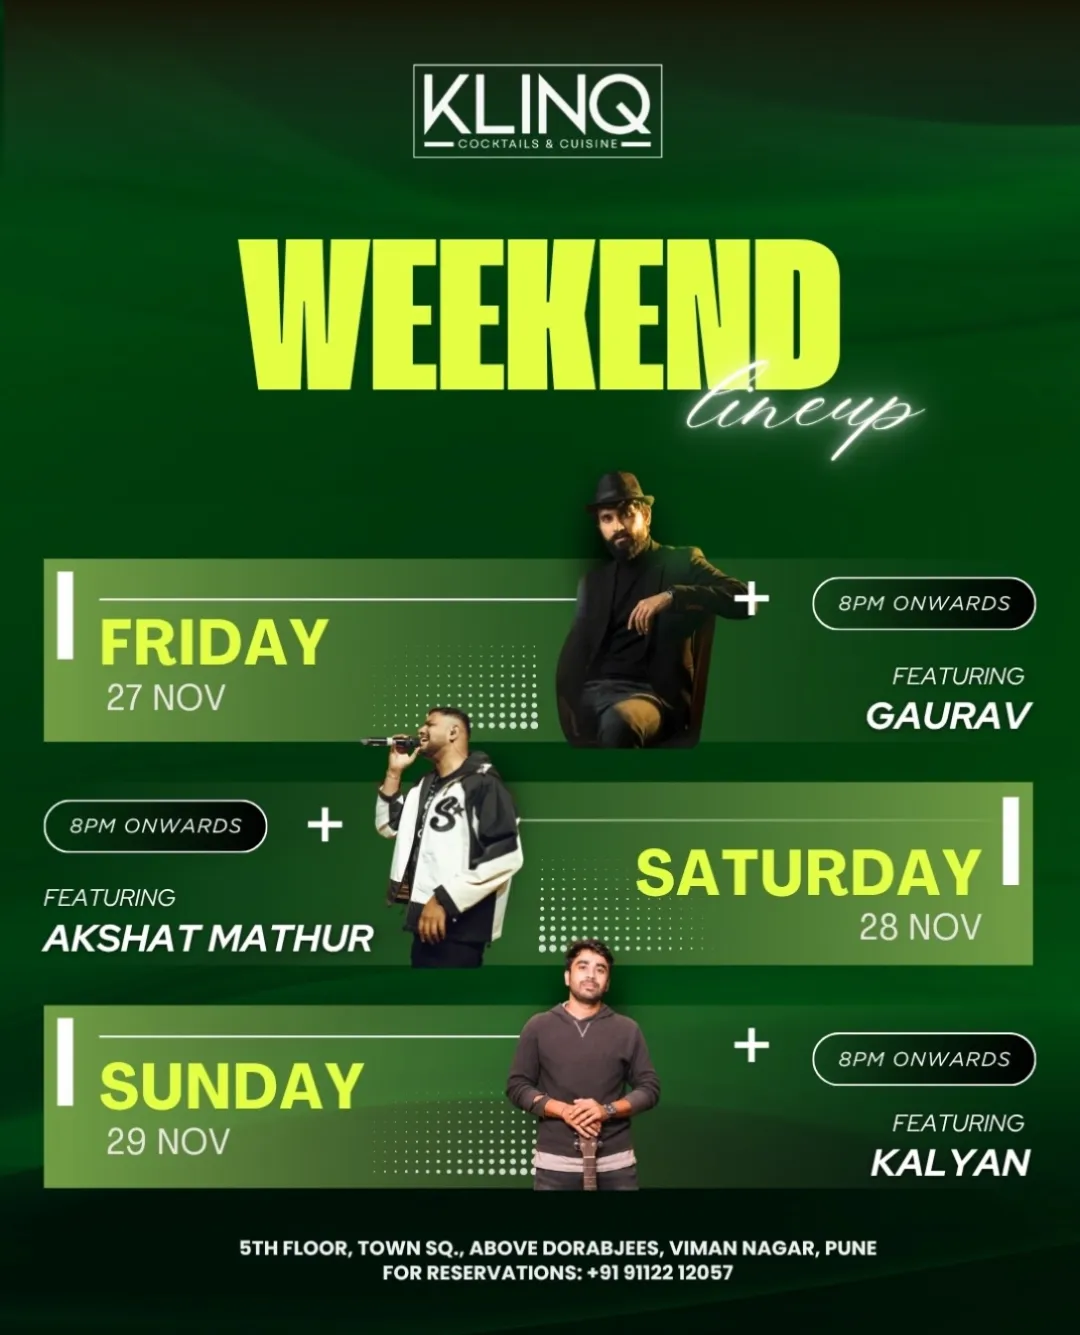 KLINQ
COCKTAILS & CUISINE
WEEKEND
lineup
FRIDAY
27 NOV
8PM ONWARDS
FEATURING
GAURAV
8PM ONWARDS
FEATURING
AKSHAT MATHUR
S
SATURDAY
28 NOV
SUNDAY
29 NOV
8PM ONWARDS
FEATURING
KALYAN
5TH FLOOR, TOWN SQ., ABOVE DORABJEES, VIMAN NAGAR, PUNE
FOR RESERVATIONS: +91 91122 12057